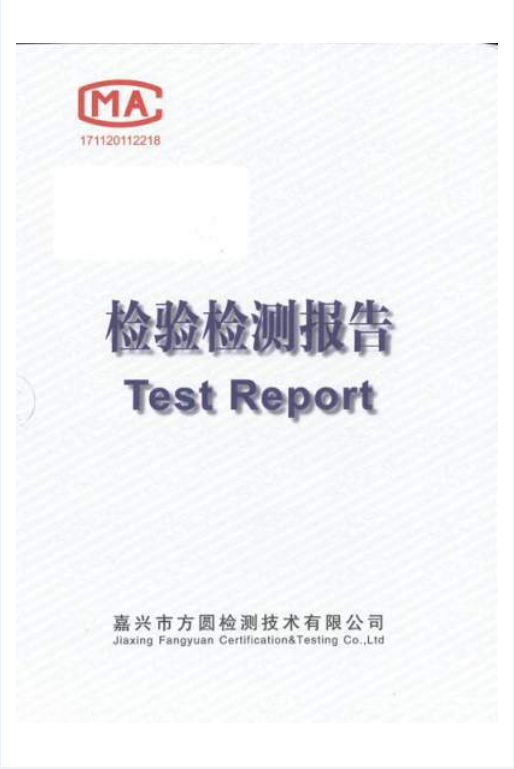 CMA
171120112218
检验检测报告
Test Report
嘉兴市方圆检测技术有限公司
Jiaxing Fangyuan Certification&Testing Co.,Ltd